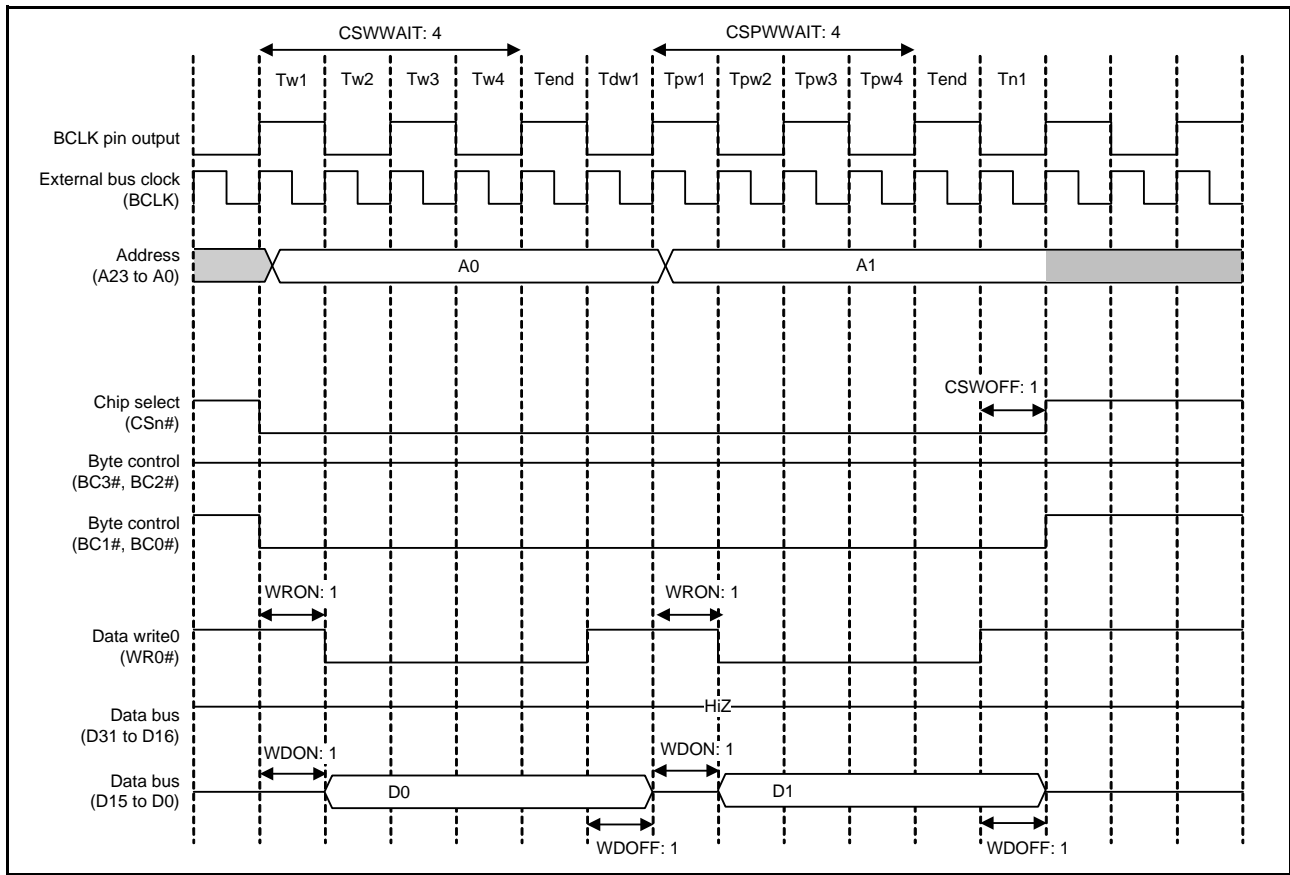 CSWWAIT: 4 CSPWWAIT: 4
Tw1 Tw2 Tw3 Tw4 Tend Tdw1 Tpw1 Tpw2 Tpw3 Tpw4 Tend Tn1
BCLK pin output
External bus clock
(BCLK)
Address
(A23 to A0)
A0 A1
CSWOFF: 1
Chip select
(CSn#)
Byte control
(BC3#, BC2#)
Byte control
(BC1#, BC0#)
WRON: 1 WRON: 1
Data write0
(WR0#)
HiZ
Data bus
(D31 to D16)
WDON: 1 WDON: 1
Data bus
(D15 to D0)
D0 D1
WDOFF: 1 WDOFF: 1